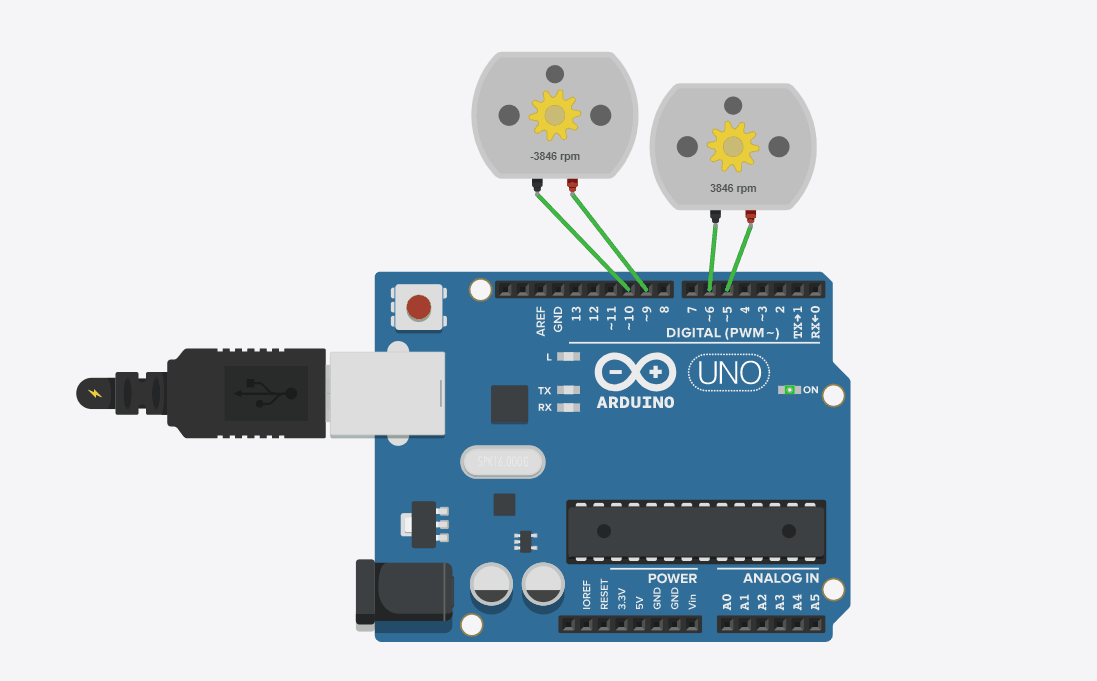 -3846 rpm
3846 rpm
AREF
GND
13
12
~11
~10
~9
8
7
~6
~5
4
~3
2
TX→1
RX←0
DIGITAL (PWM~)
L
TX
RX
UNO
ARDUINO
ON
POWER
ANALOG IN
IOREF
RESET
3.3V
5V
GND
GND
Vin
A0
A1
A2
A3
A4
A5